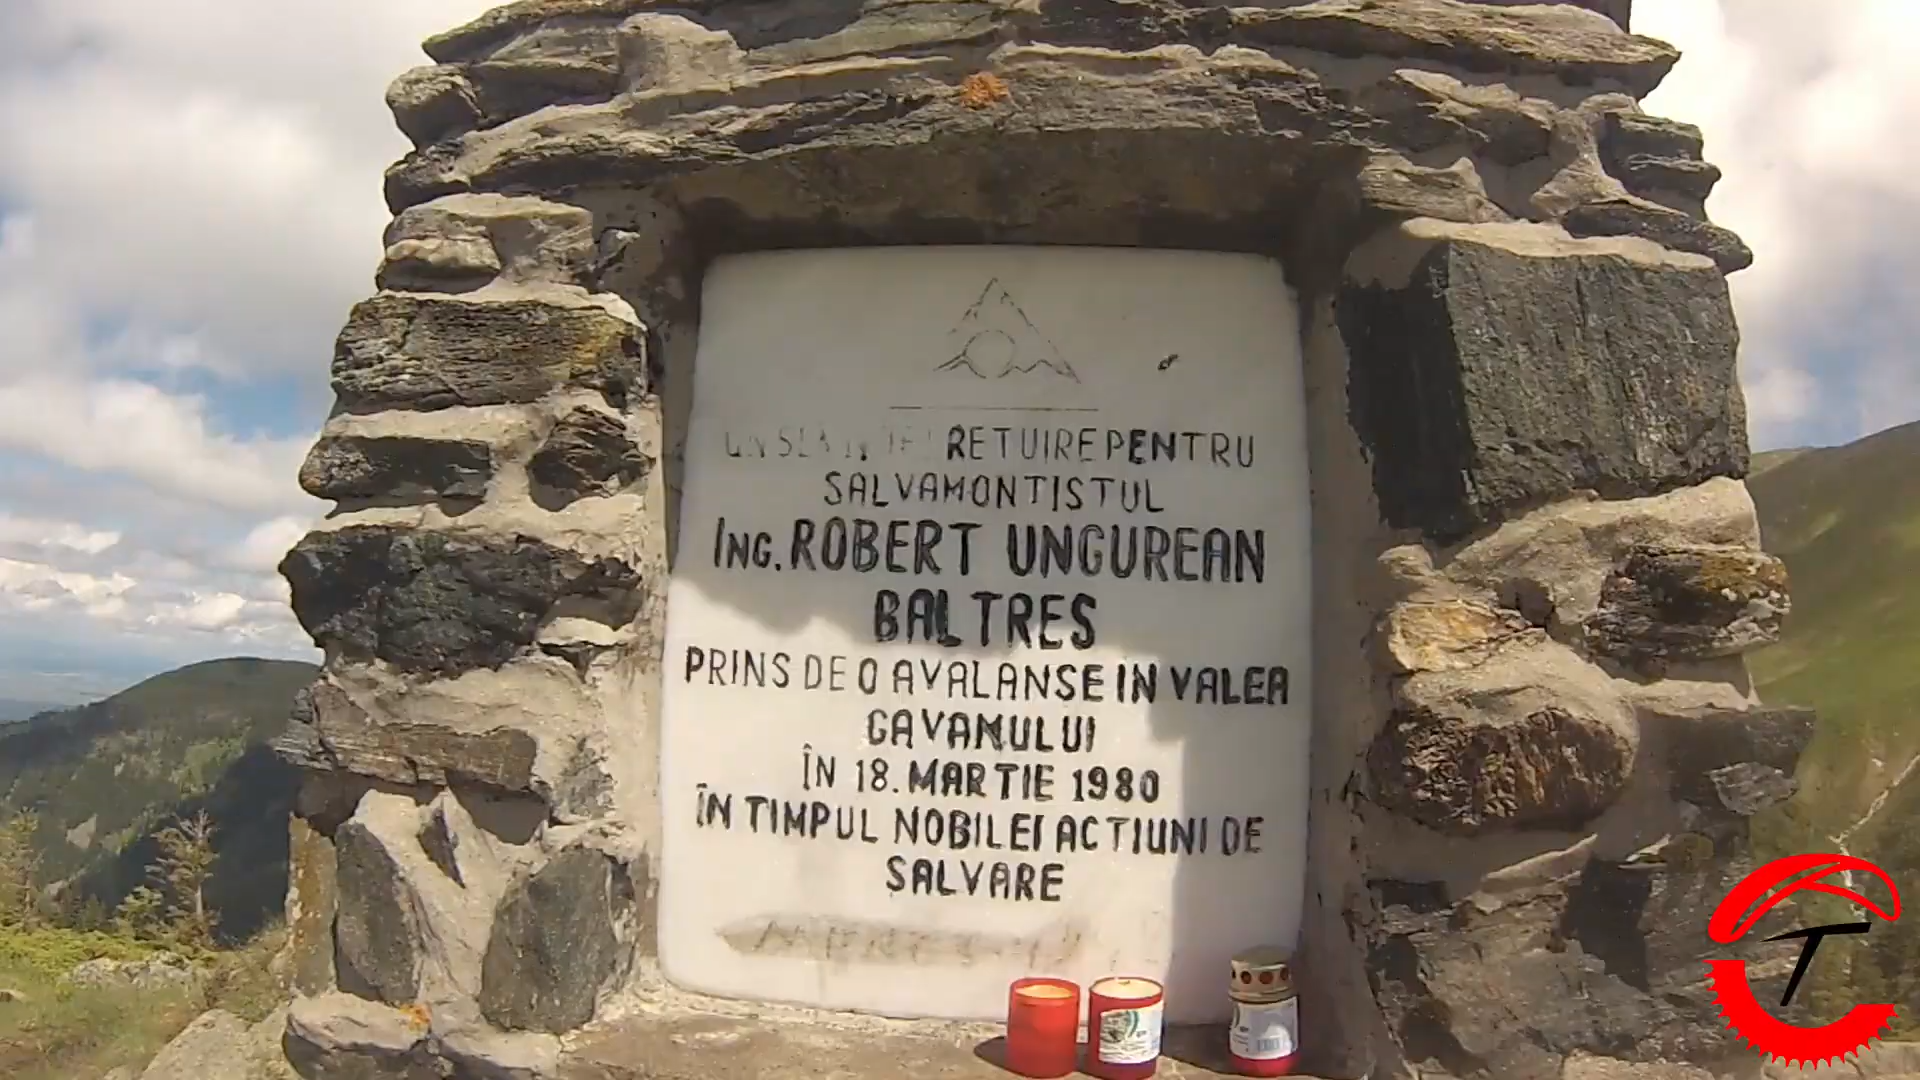 RETUIRE PENTRU
SALVAMONTISTUL
ING. ROBERT UNGUREAN
BALTRES
PRINS DE O AVALANSE IN VALEA
GAVANULUI
ÎN 18. MARTIE 1980
ÎN TIMPUL NOBILEI ACTIUNI DE
SALVARE